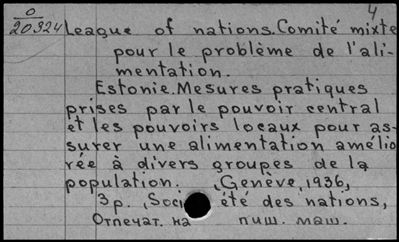 4
0
20324
League of nations. Comité mixte
pour le problème de l'ali-
mentation.
Estonie. Mesures pratiques
prises par le pouvoir central
et les pouvoirs locaux pour as-
surer une alimentation amélio
rée à divers groupes de la
population. Genève, 1936,
3p. Soci été des nations,
Отпечат. на пиш. маш.